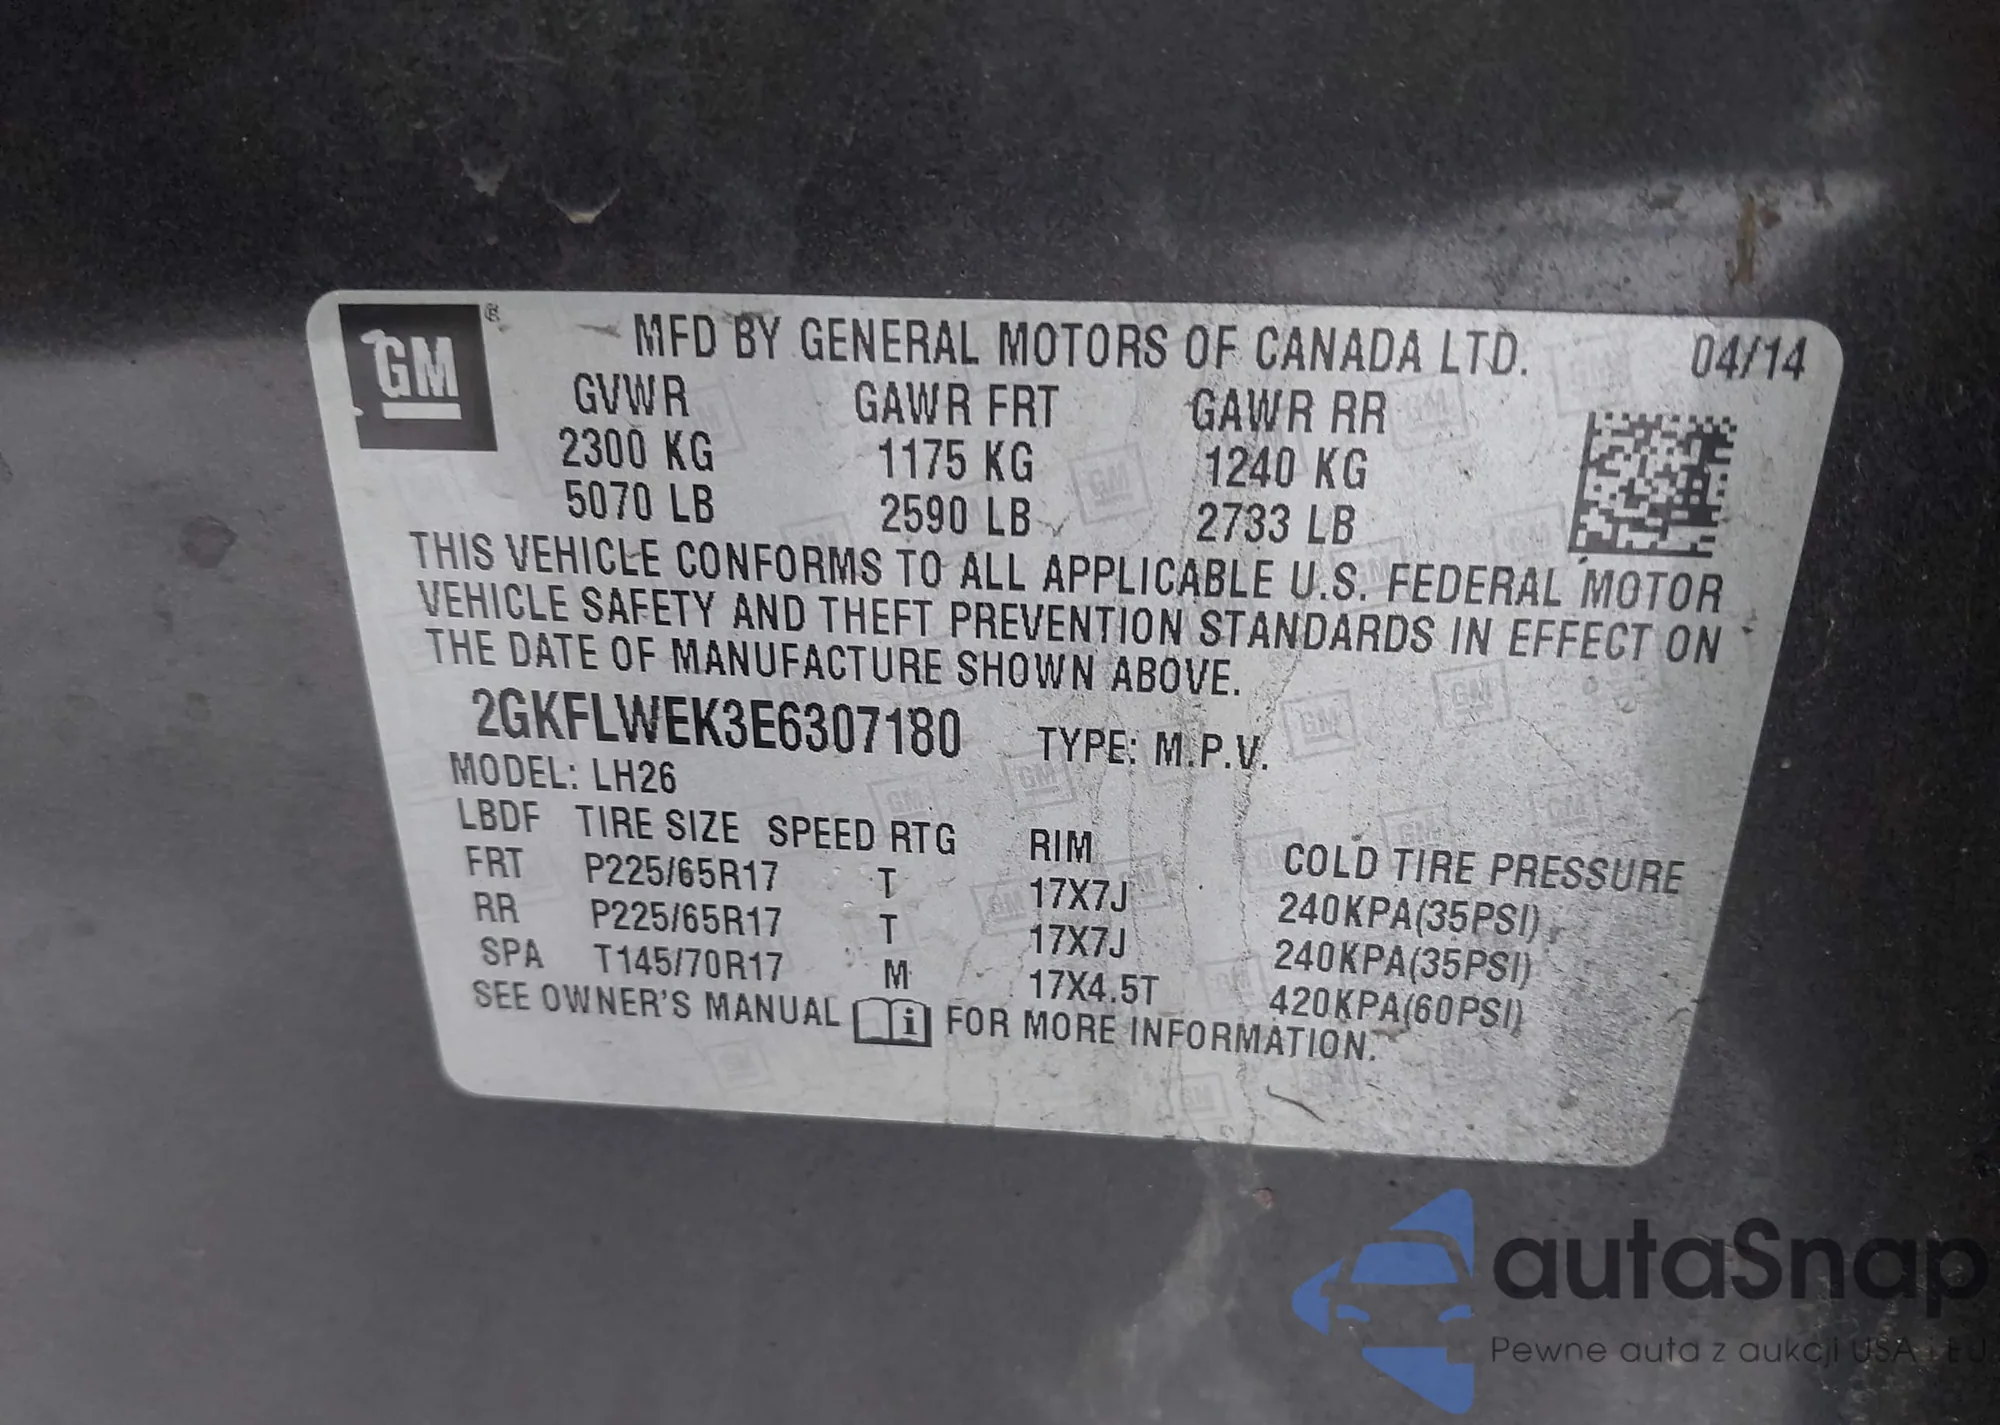 GM ®
MFD BY GENERAL MOTORS OF CANADA LTD. 04/14
GVWR GAWR FRT GAWR RR
2300 KG 1175 KG 1240 KG
5070 LB 2590 LB 2733 LB
THIS VEHICLE CONFORMS TO ALL APPLICABLE U.S. FEDERAL MOTOR
VEHICLE SAFETY AND THEFT PREVENTION STANDARDS IN EFFECT ON
THE DATE OF MANUFACTURE SHOWN ABOVE.
2GKFLWEK3E6307180 TYPE: M.P.V.
MODEL: LH26
LBDF TIRE SIZE SPEED RTG RIM COLD TIRE PRESSURE
FRT P225/65R17 T 17X7J 240KPA(35PSI)
RR P225/65R17 T 17X7J 240KPA(35PSI)
SPA T145/70R17 M 17X4.5T 420KPA(60PSI)
SEE OWNER'S MANUAL i FOR MORE INFORMATION.
autoSnap
Pewne auta z aukcji USA i EU